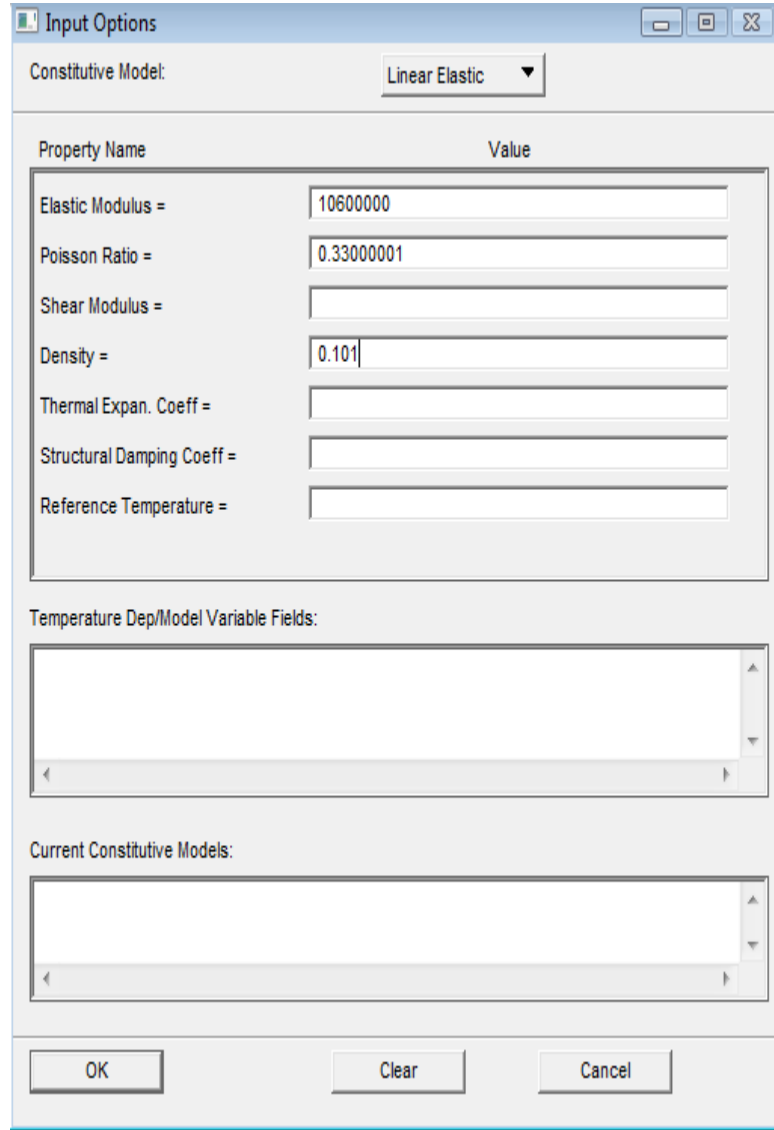 Input Options
Constitutive Model: Linear Elastic
Property Name Value
Elastic Modulus = 10600000
Poisson Ratio = 0.33000001
Shear Modulus =
Density = 0.101
Thermal Expan. Coeff =
Structural Damping Coeff =
Reference Temperature =
Temperature Dep/Model Variable Fields:
Current Constitutive Models:
OK Clear Cancel